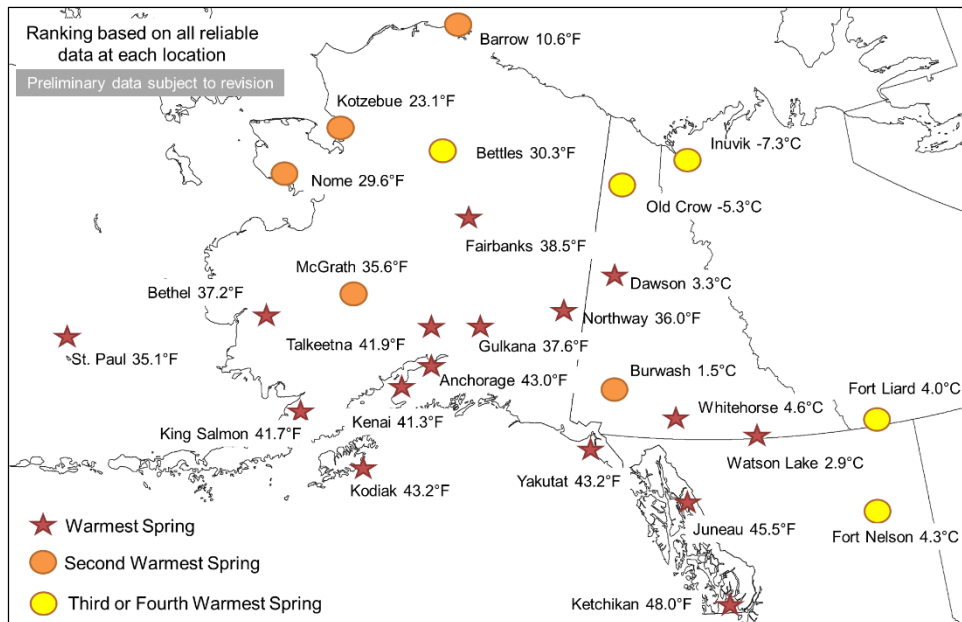 Ranking based on all reliable
data at each location
Preliminary data subject to revision
Barrow 10.6°F
Kotzebue 23.1°F
Inuvik -7.3°C
Bettles 30.3°F
Nome 29.6°F
Old Crow -5.3°C
Fairbanks 38.5°F
McGrath 35.6°F
Dawson 3.3°C
Bethel 37.2°F
Northway 36.0°F
Talkeetna 41.9°F
Gulkana 37.6°F
St. Paul 35.1°F
Burwash 1.5°C
Anchorage 43.0°F
Fort Liard 4.0°C
Whitehorse 4.6°C
Kenai 41.3°F
King Salmon 41.7°F
Yakutat 43.2°F
Watson Lake 2.9°C
Kodiak 43.2°F
Warmest Spring
Juneau 45.5°F
Fort Nelson 4.3°C
Second Warmest Spring
Third or Fourth Warmest Spring
Ketchikan 48.0°F